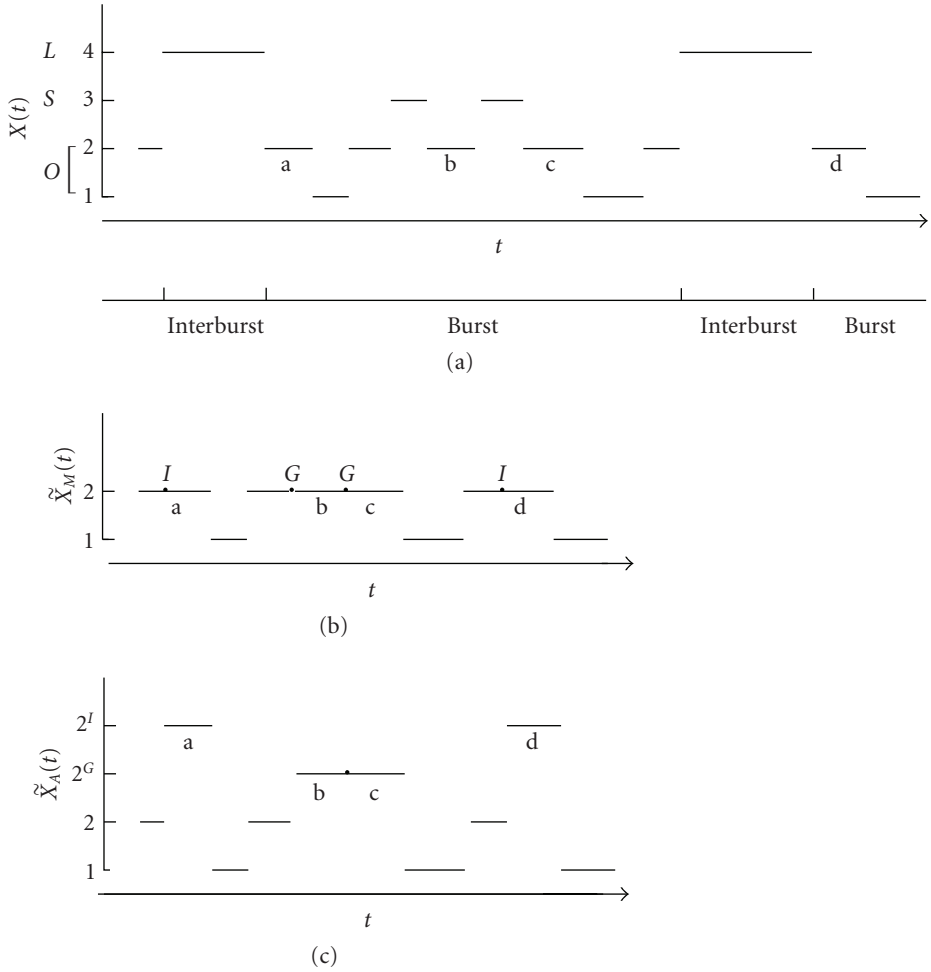 L 4
S 3
X(t)
2
O [
a b c d
1
t
Interburst Burst Interburst Burst
(a)
X̃_M(t)
I G G I
2
a b c d
1
t
(b)
X̃_A(t)
2^I
a d
2^G
b c
2
1
t
(c)